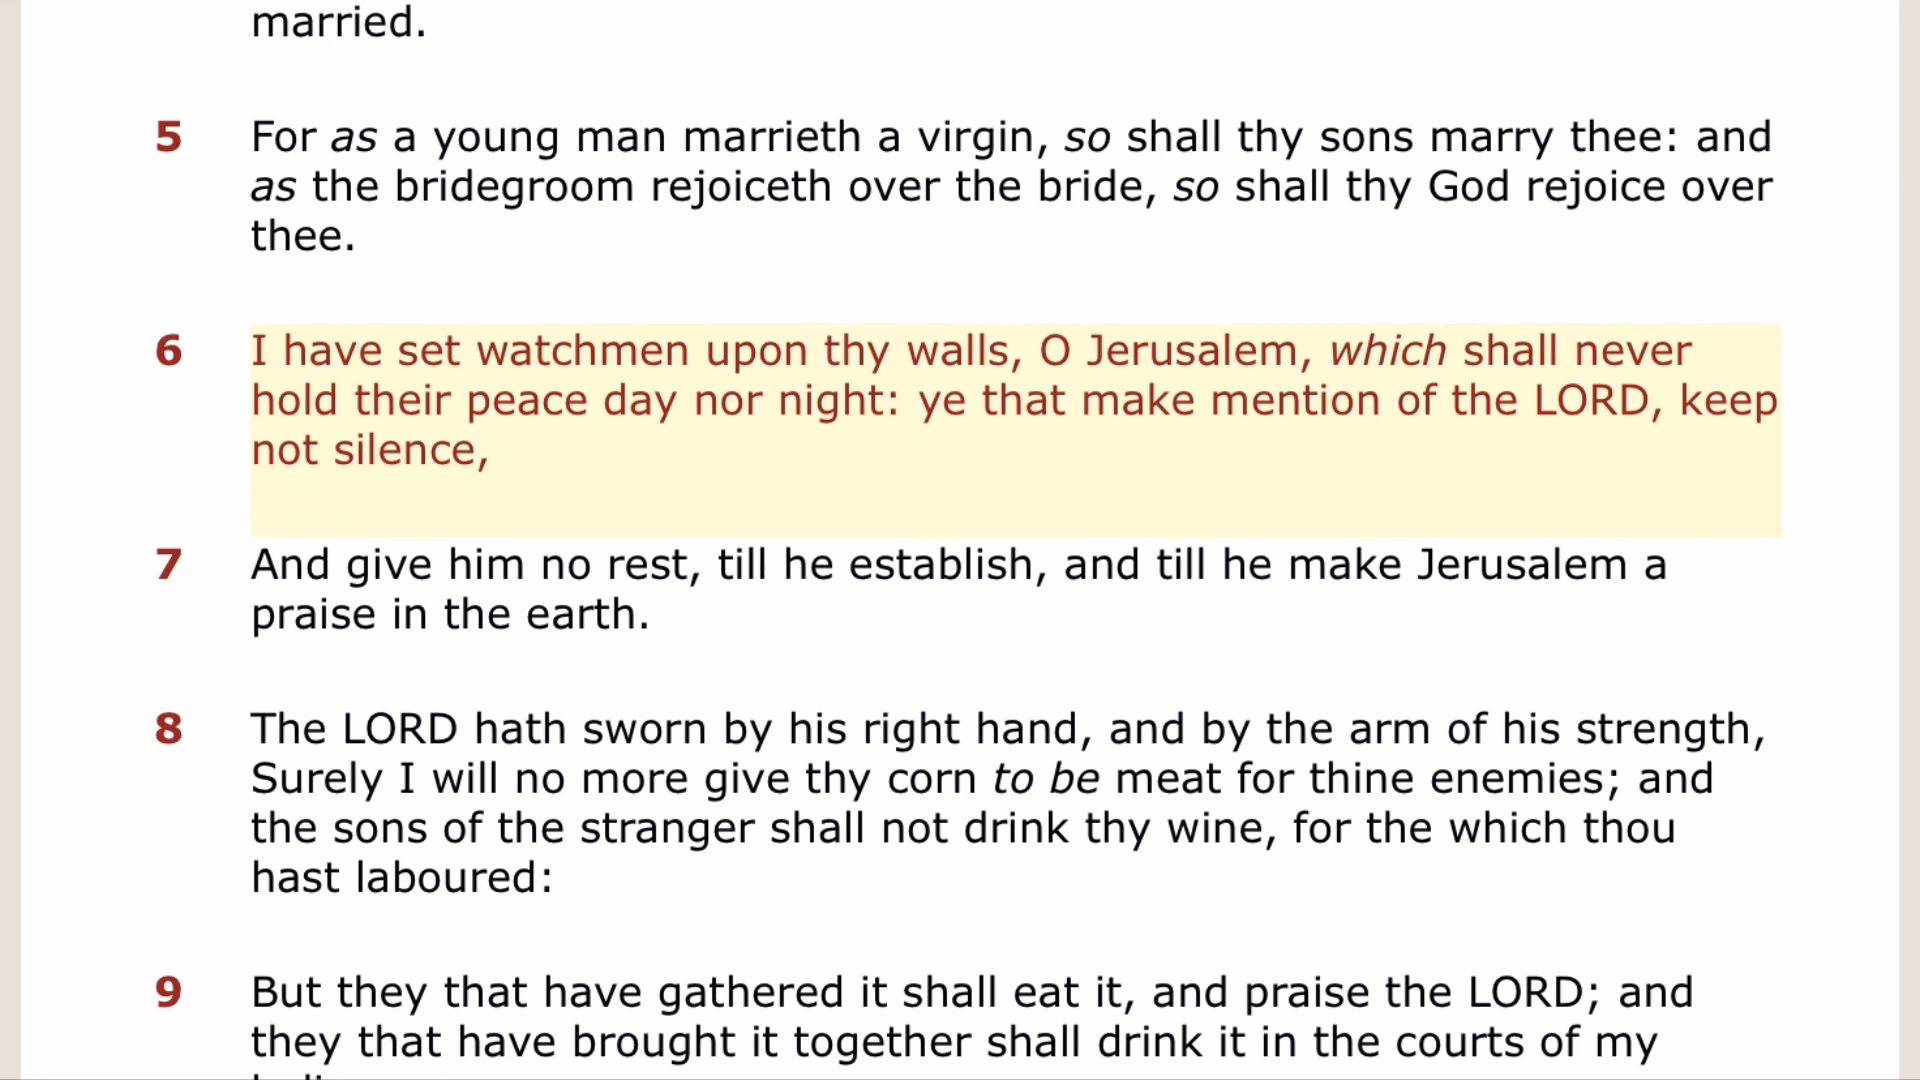 married.
5 For as a young man marrieth a virgin, so shall thy sons marry thee: and
as the bridegroom rejoiceth over the bride, so shall thy God rejoice over
thee.
6 I have set watchmen upon thy walls, O Jerusalem, which shall never
hold their peace day nor night: ye that make mention of the LORD, keep
not silence,
7 And give him no rest, till he establish, and till he make Jerusalem a
praise in the earth.
8 The LORD hath sworn by his right hand, and by the arm of his strength,
Surely I will no more give thy corn to be meat for thine enemies; and
the sons of the stranger shall not drink thy wine, for the which thou
hast laboured:
9 But they that have gathered it shall eat it, and praise the LORD; and
they that have brought it together shall drink it in the courts of my